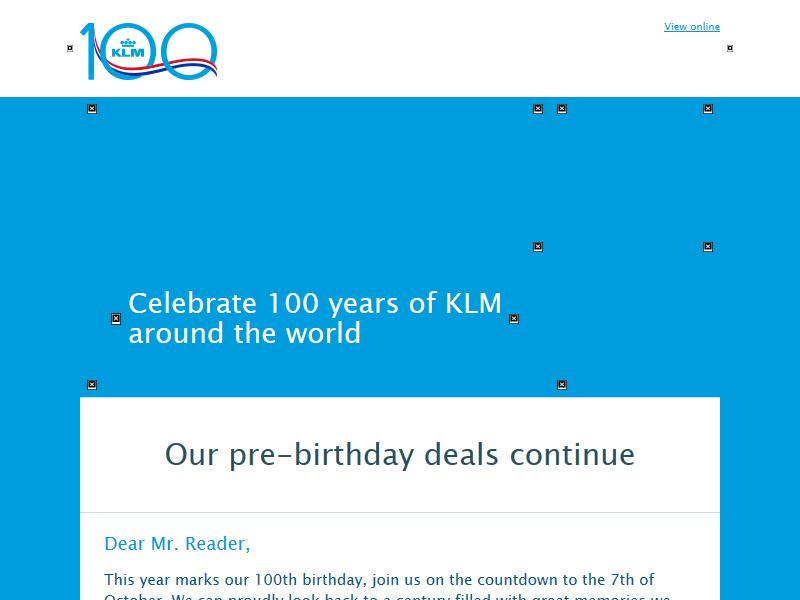 100
KLM
View online
Celebrate 100 years of KLM
around the world
Our pre-birthday deals continue
Dear Mr. Reader,
This year marks our 100th birthday, join us on the countdown to the 7th of
October. We can proudly look back to a century filled with great memories we